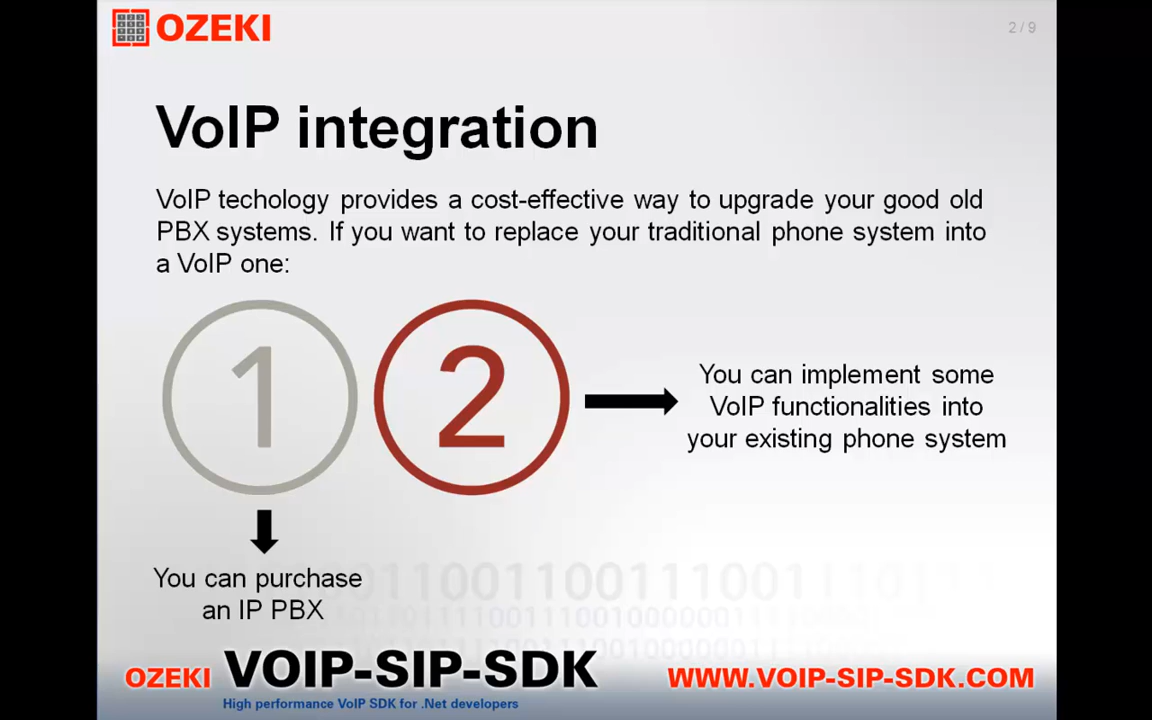 OZEKI
2 / 9
VoIP integration
VoIP techology provides a cost-effective way to upgrade your good old
PBX systems. If you want to replace your traditional phone system into
a VoIP one:
1
2
You can implement some
VoIP functionalities into
your existing phone system
You can purchase
an IP PBX
OZEKI VOIP-SIP-SDK
WWW.VOIP-SIP-SDK.COM
High performance VoIP SDK for .Net developers